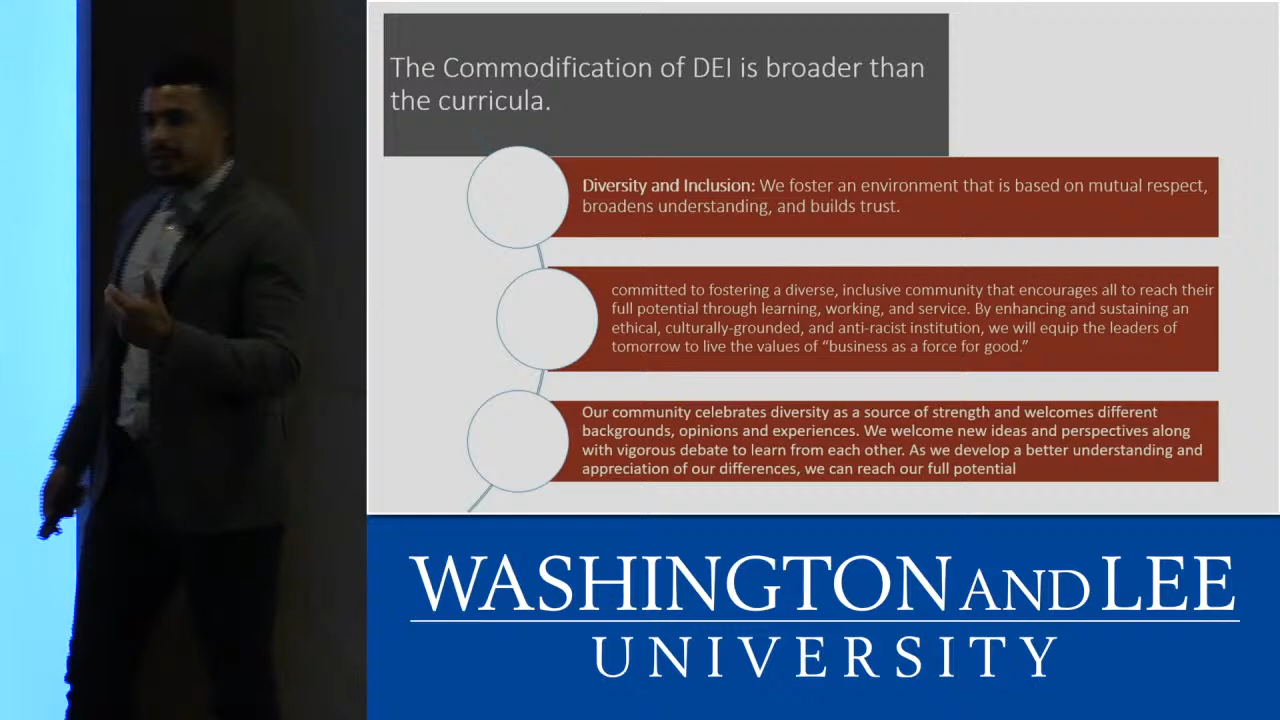 The Commodification of DEI is broader than
the curricula.
Diversity and Inclusion: We foster an environment that is based on mutual respect,
broadens understanding, and builds trust.
committed to fostering a diverse, inclusive community that encourages all to reach their
full potential through learning, working, and service. By enhancing and sustaining an
ethical, culturally-grounded, and anti-racist institution, we will equip the leaders of
tomorrow to live the values of “business as a force for good.”
Our community celebrates diversity as a source of strength and welcomes different
backgrounds, opinions and experiences. We welcome new ideas and perspectives along
with vigorous debate to learn from each other. As we develop a better understanding and
appreciation of our differences, we can reach our full potential
WASHINGTON AND LEE
UNIVERSITY